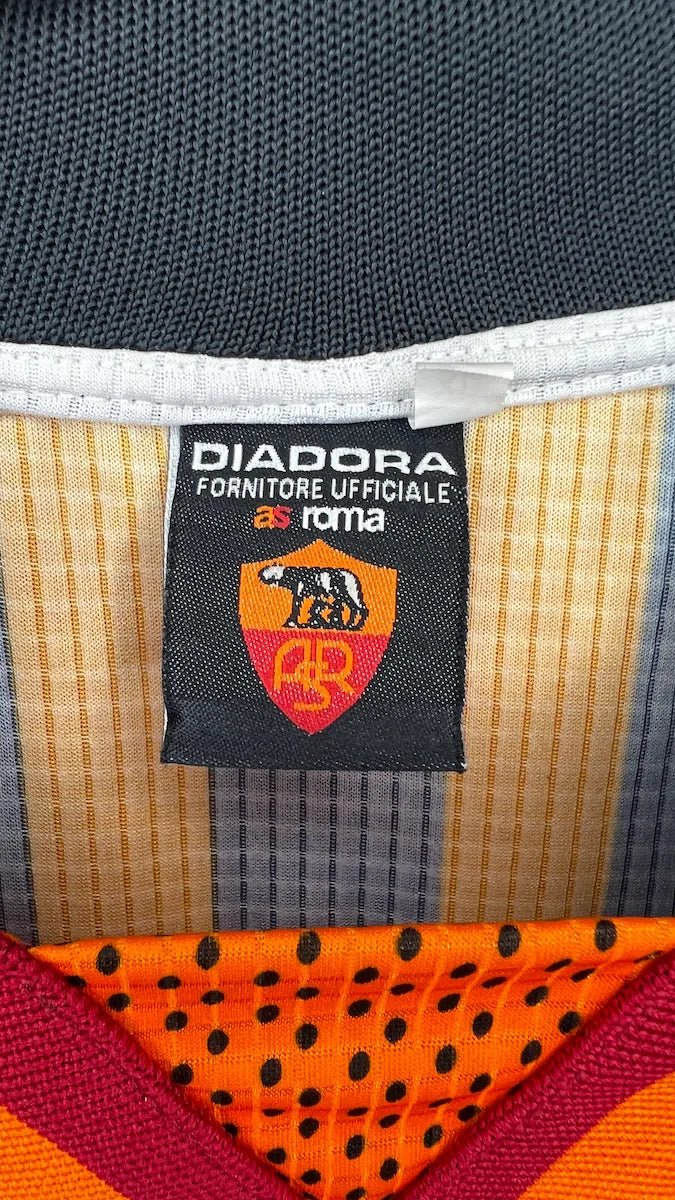 DIADORA
FORNITORE UFFICIALE
as roma
ASR